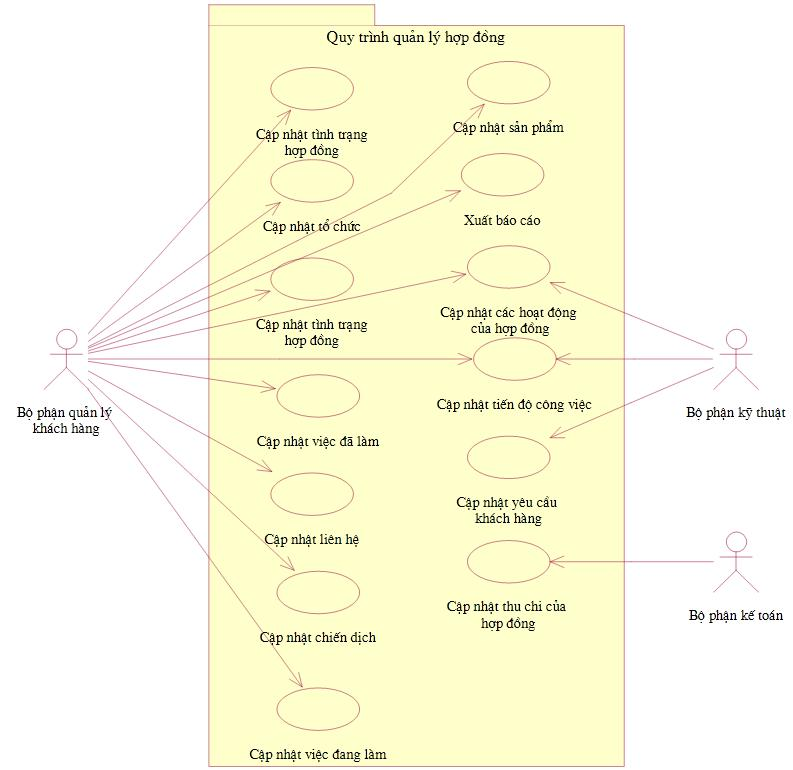 Quy trình quản lý hợp đồng
Cập nhật tình trạng
hợp đồng
Cập nhật sản phẩm
Cập nhật tổ chức
Xuất báo cáo
Cập nhật tình trạng
hợp đồng
Cập nhật các hoạt động
của hợp đồng
Bộ phận quản lý
khách hàng
Cập nhật tiến độ công việc
Bộ phận kỹ thuật
Cập nhật việc đã làm
Cập nhật yêu cầu
khách hàng
Cập nhật liên hệ
Cập nhật thu chi của
hợp đồng
Bộ phận kế toán
Cập nhật chiến dịch
Cập nhật việc đang làm